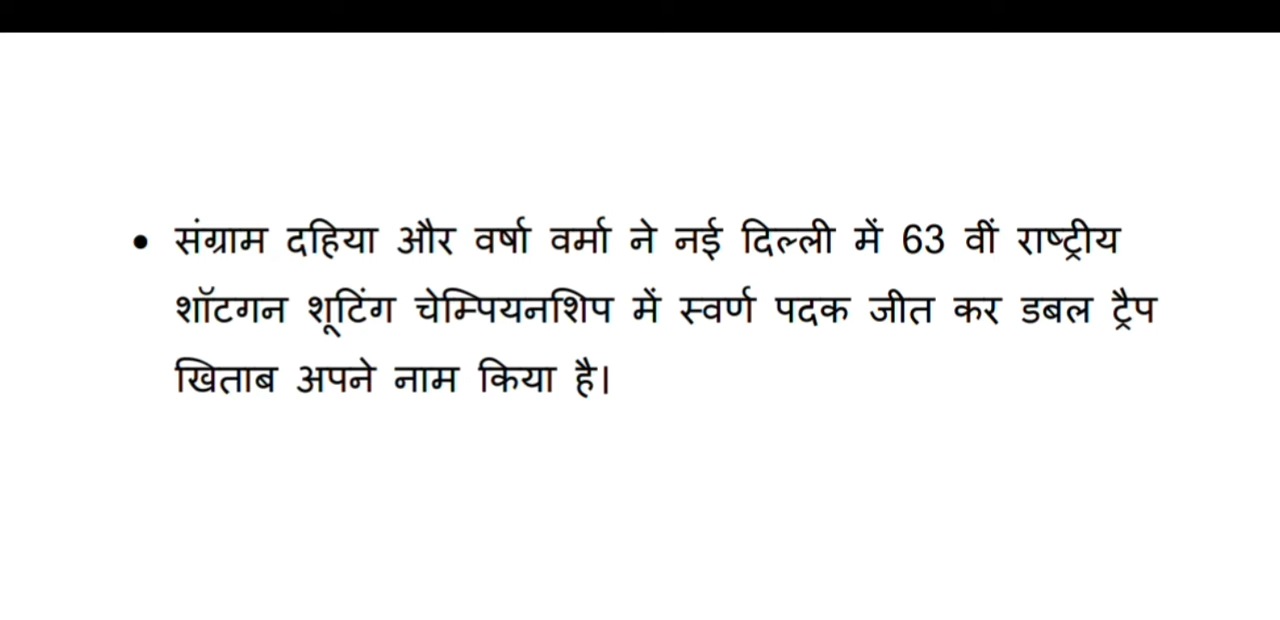 • संग्राम दहिया और वर्षा वर्मा ने नई दिल्ली में 63 वीं राष्ट्रीय
शॉटगन शूटिंग चेम्पियनशिप में स्वर्ण पदक जीत कर डबल ट्रैप
खिताब अपने नाम किया है।